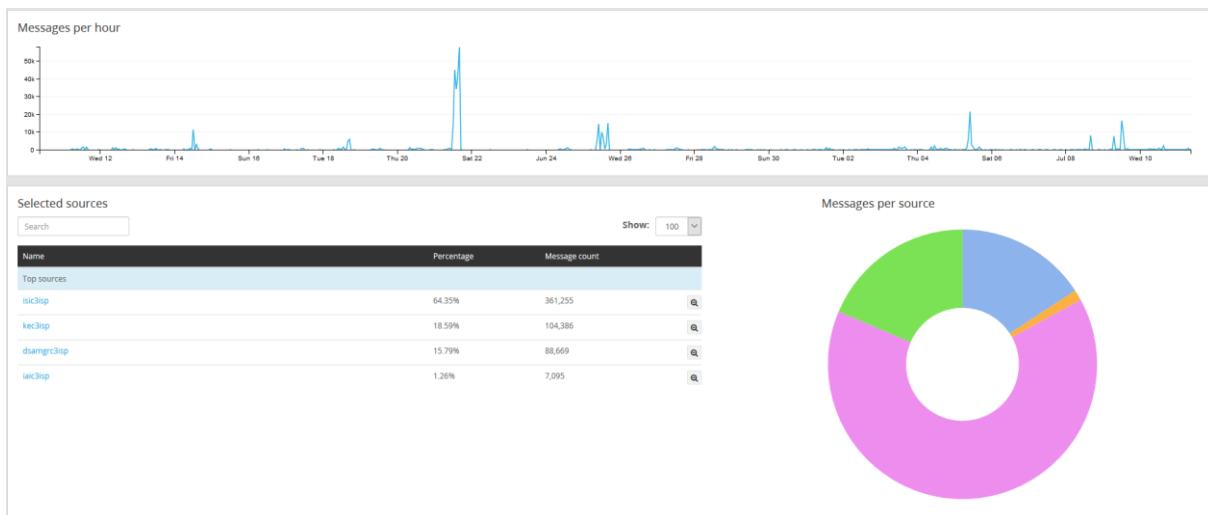 Messages per hour
50k
40k
30k
20k
10k
0
Wed 12 Fri 14 Sun 16 Tue 18 Thu 20 Sat 22 Jun 24 Wed 26 Fri 28 Sun 30 Tue 02 Thu 04 Sat 06 Jul 08 Wed 10
Selected sources
Search
Show: 100
Name Percentage Message count
Top sources
isic3isp 64.35% 361,255
kec3isp 18.59% 104,386
dsamgrc3isp 15.79% 88,669
iaic3isp 1.26% 7,095
Messages per source